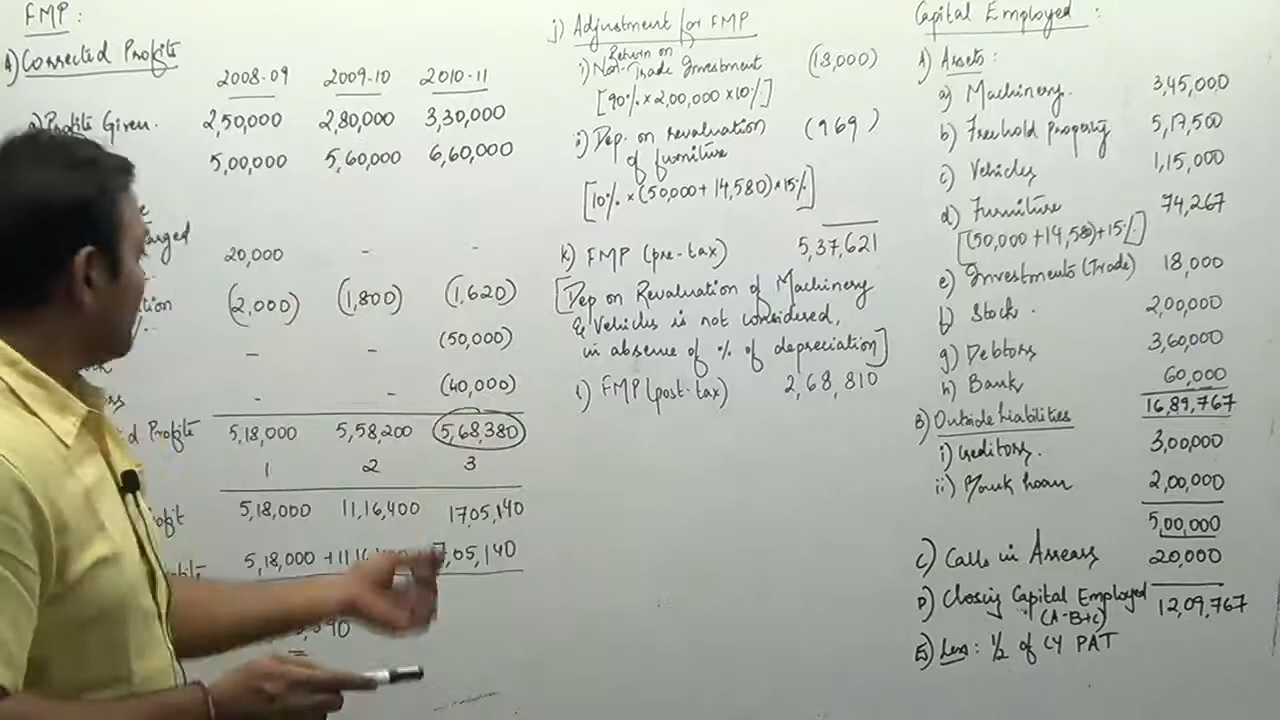 FMP :
A) Corrected Profits
2008-09 2009-10 2010-11
a) Profits Given. 2,50,000 2,80,000 3,30,000
5,00,000 5,60,000 6,60,000
20,000 - -
(2,000) (1,800) (1,620)
- - (50,000)
- - (40,000)
Profits 5,18,000 5,58,200 5,68,380
1 2 3
5,18,000 11,16,400 17,05,140
5,18,000 + 05,140
j) Adjustment for FMP
i) Non-Trade Investment (18,000)
Return on
[90% x 2,00,000 x 10%]
ii) Dep. on revaluation (969)
of furniture
[10% x (50,000 + 14,580) x 15%]
k) FMP (pre-tax) 5,37,621
[Dep on Revaluation of Machinery
& Vehicles is not considered,
in absence of % of depreciation]
l) FMP (post-tax) 2,68,810
Capital Employed :
A) Assets :
a) Machinery. 3,45,000
b) Freehold Property 5,17,500
c) Vehicles 1,15,000
d) Furniture 74,267
[(50,000 + 14,580) + 15%]
e) Investments (Trade) 18,000
f) Stock. 2,00,000
g) Debtors 3,60,000
h) Bank 60,000
16,89,767
B) Outside Liabilities
i) Creditors. 3,00,000
ii) Bank Loan 2,00,000
5,00,000
C) Calls in Arrears 20,000
D) Closing Capital Employed 12,09,767
(A-B+C)
E) Less : 1/2 of CY PAT